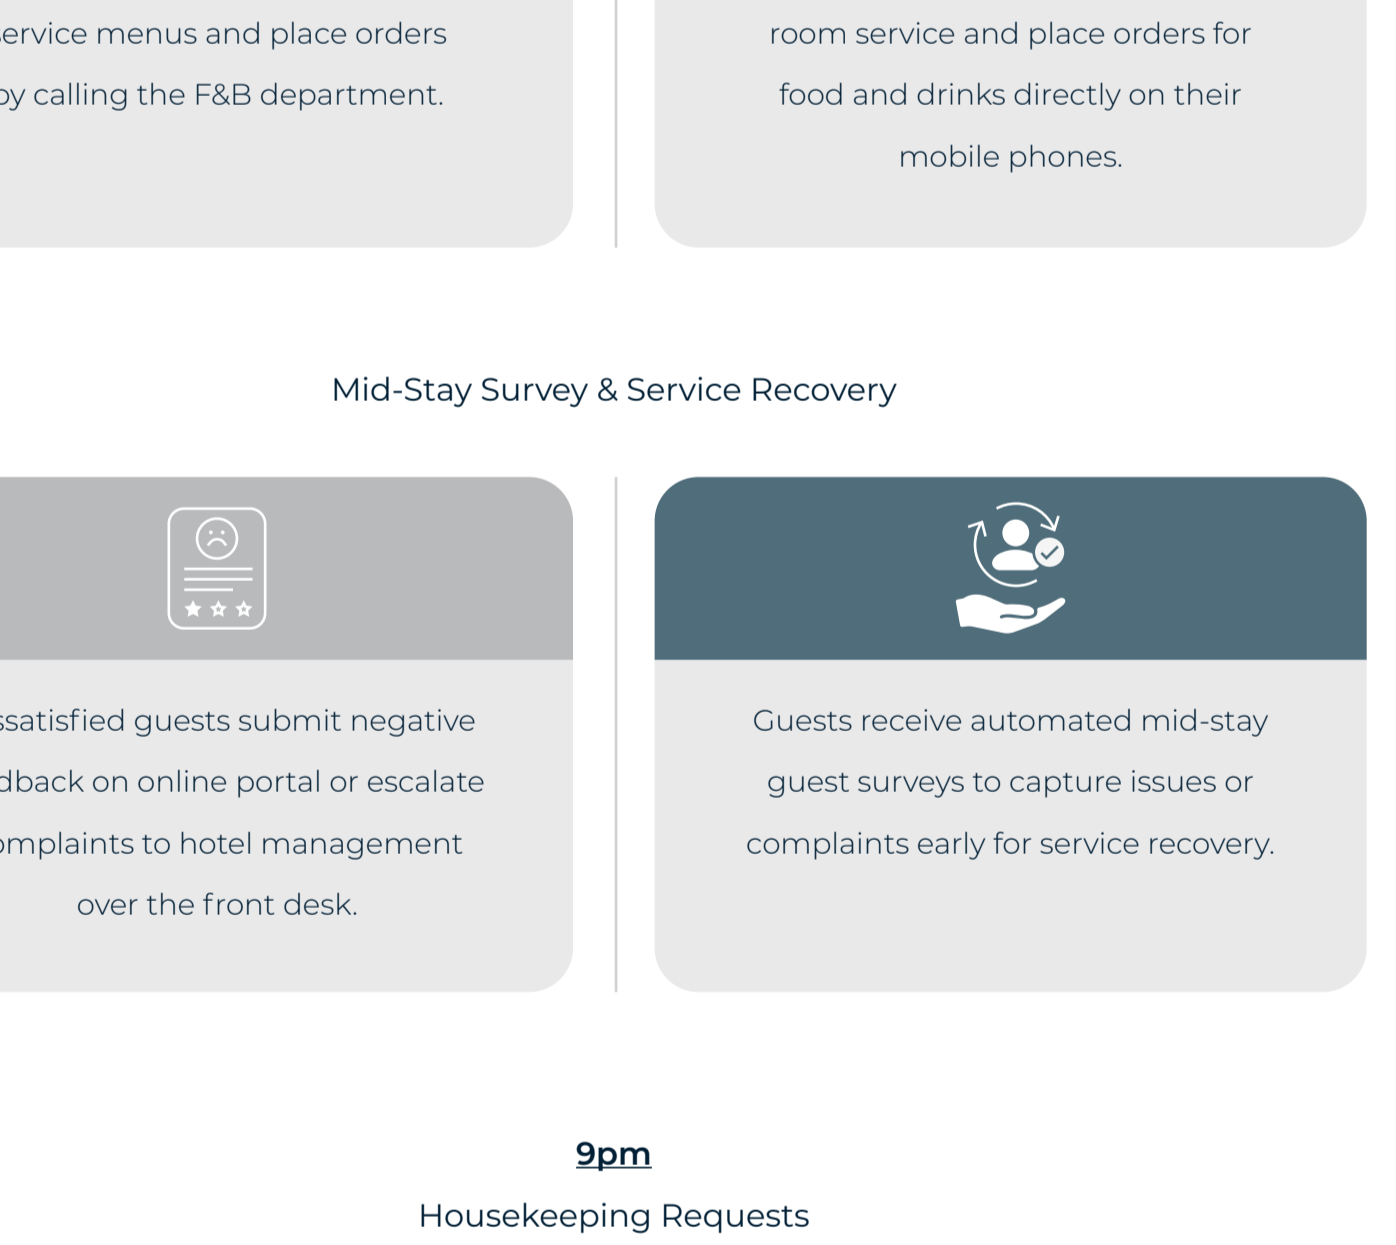 service menus and place orders
by calling the F&B department.
room service and place orders for
food and drinks directly on their
mobile phones.
Mid-Stay Survey & Service Recovery
ssatisfied guests submit negative
dback on online portal or escalate
omplaints to hotel management
over the front desk.
Guests receive automated mid-stay
guest surveys to capture issues or
complaints early for service recovery.
9pm
Housekeeping Requests